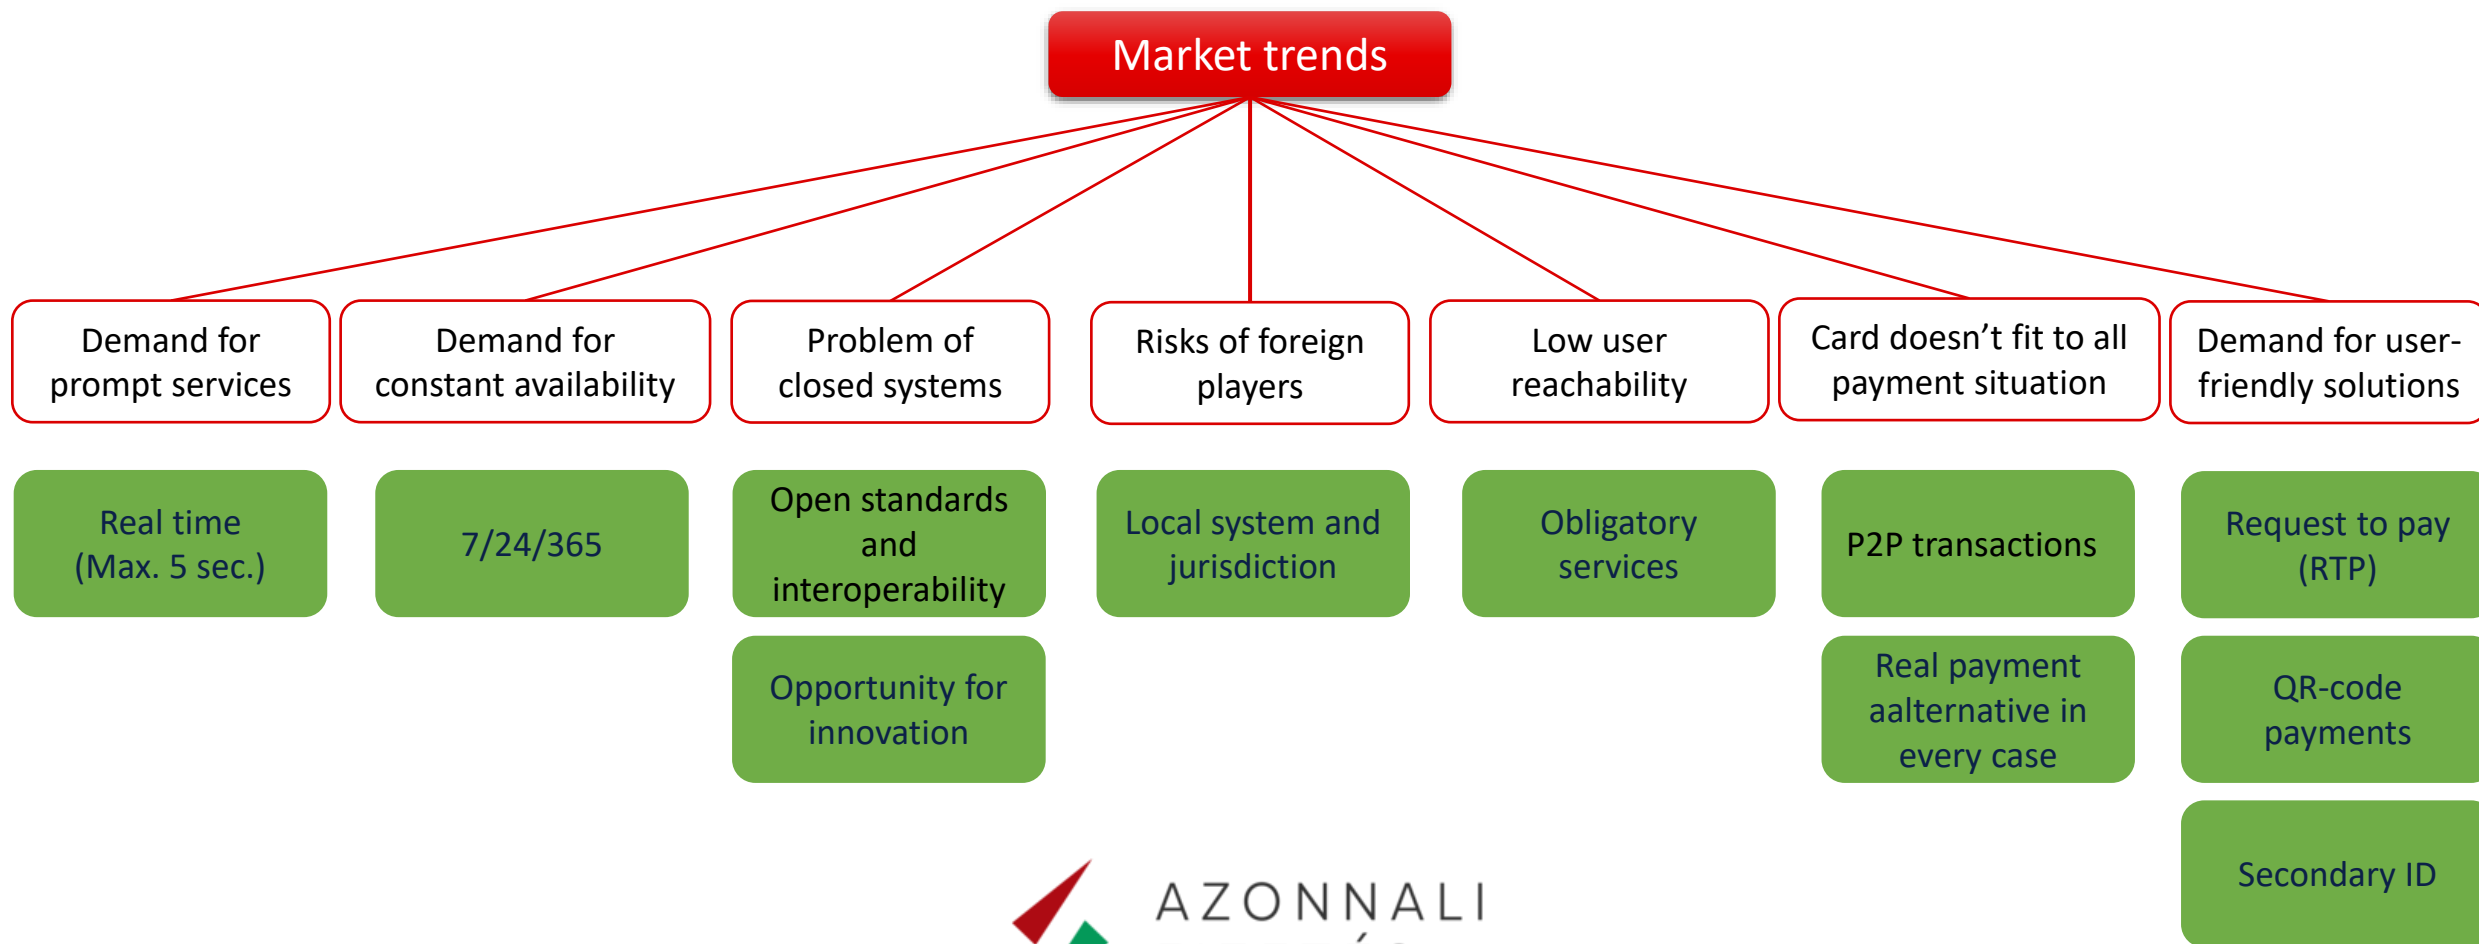 Market trends
Demand for
prompt services
Demand for
constant availability
Problem of
closed systems
Risks of foreign
players
Low user
reachability
Card doesn’t fit to all
payment situation
Demand for user-
friendly solutions
Real time
(Max. 5 sec.)
7/24/365
Open standards
and
interoperability
Local system and
jurisdiction
Obligatory
services
P2P transactions
Request to pay
(RTP)
Opportunity for
innovation
Real payment
aalternative in
every case
QR-code
payments
Secondary ID
AZONNALI